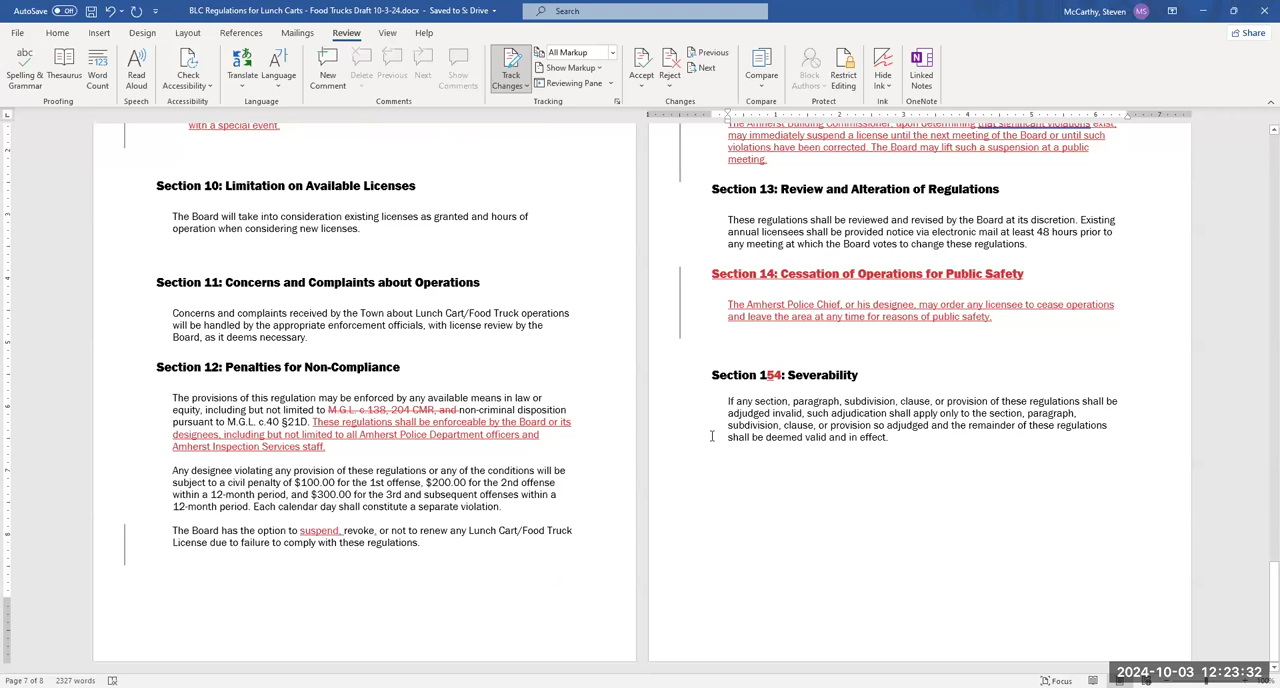 AutoSave Off BLC Regulations for Lunch Carts - Food Trucks Draft 10-3-24.docx - Saved to S: Drive Search McCarthy, Steven MS
File Home Insert Draw Design Layout References Mailings Review View Help Share
Spelling & Grammar
Thesaurus
Word Count
Read Aloud
Check Accessibility
Translate
Language
New Comment
Delete
Previous
Next
Show Comments
Track Changes
All Markup
Show Markup
Reviewing Pane
Accept
Reject
Previous
Next
Compare
Block Authors
Restrict Editing
Hide Ink
Linked Notes
Proofing Speech Accessibility Language Comments Tracking Changes Compare Protect Ink OneNote
with a special event.
Section 10: Limitation on Available Licenses
The Board will take into consideration existing licenses as granted and hours of
operation when considering new licenses.
Section 11: Concerns and Complaints about Operations
Concerns and complaints received by the Town about Lunch Cart/Food Truck operations
will be handled by the appropriate enforcement officials, with license review by the
Board, as it deems necessary.
Section 12: Penalties for Non-Compliance
The provisions of this regulation may be enforced by any available means in law or
equity, including but not limited to M.G.L. c.138, 204 CMR, and non-criminal disposition
pursuant to M.G.L. c.40 §21D. These regulations shall be enforceable by the Board or its
designees, including but not limited to all Amherst Police Department officers and
Amherst Inspection Services staff.
Any designee violating any provision of these regulations or any of the conditions will be
subject to a civil penalty of $100.00 for the 1st offense, $200.00 for the 2nd offense
within a 12-month period, and $300.00 for the 3rd and subsequent offenses within a
12-month period. Each calendar day shall constitute a separate violation.
The Board has the option to suspend, revoke, or not to renew any Lunch Cart/Food Truck
License due to failure to comply with these regulations.
The Amherst Building Commissioner, upon determining that significant violations exist,
may immediately suspend a license until the next meeting of the Board or until such
violations have been corrected. The Board may lift such a suspension at a public
meeting.
Section 13: Review and Alteration of Regulations
These regulations shall be reviewed and revised by the Board at its discretion. Existing
annual licensees shall be provided notice via electronic mail at least 48 hours prior to
any meeting at which the Board votes to change these regulations.
Section 14: Cessation of Operations for Public Safety
The Amherst Police Chief, or his designee, may order any licensee to cease operations
and leave the area at any time for reasons of public safety.
Section 154: Severability
If any section, paragraph, subdivision, clause, or provision of these regulations shall be
adjudged invalid, such adjudication shall apply only to the section, paragraph,
subdivision, clause, or provision so adjudged and the remainder of these regulations
shall be deemed valid and in effect.
Page 7 of 8 2327 words Focus
2024-10-03 12:23:32